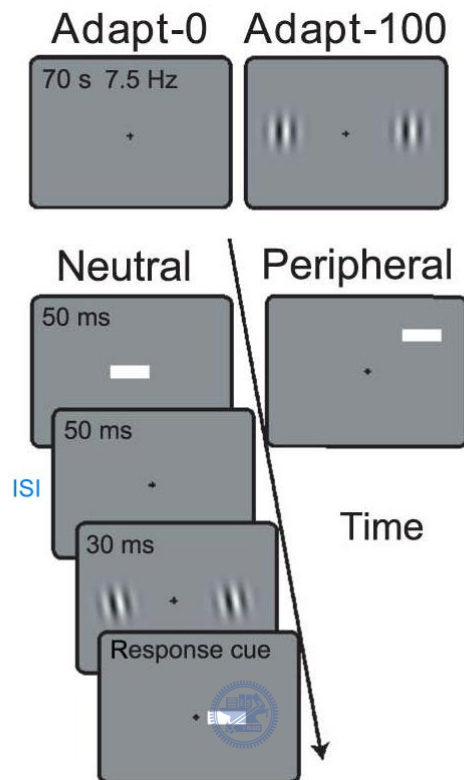 Adapt-0 Adapt-100
70 s 7.5 Hz
Neutral Peripheral
50 ms
50 ms
ISI
Time
30 ms
Response cue